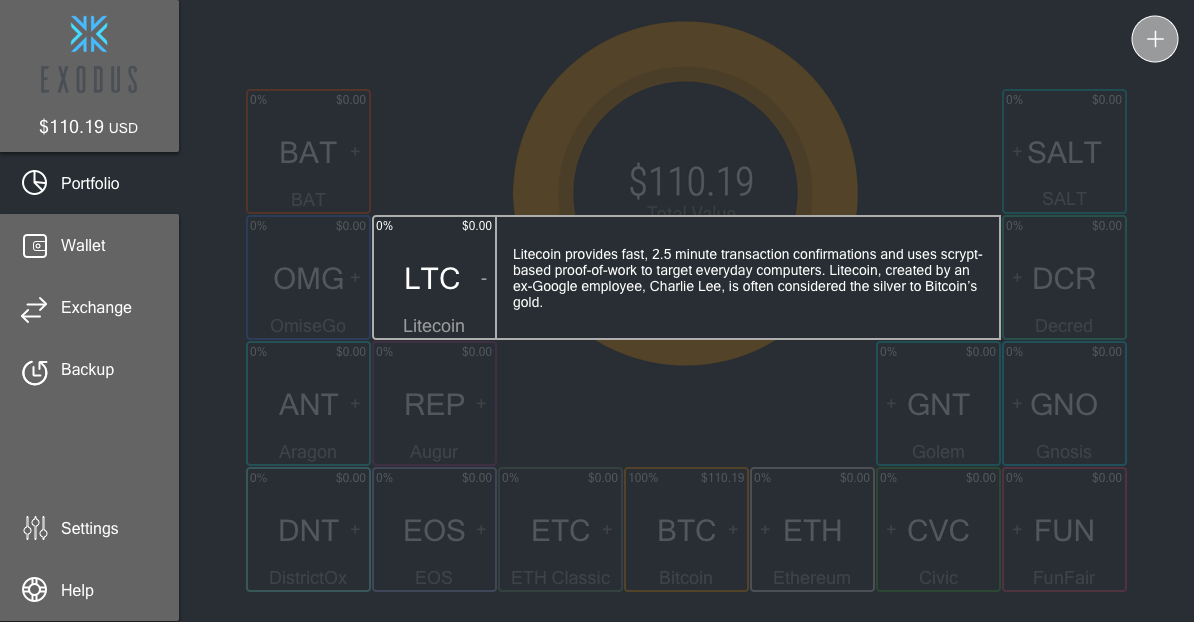 EXODUS
$110.19 USD
Portfolio
Wallet
Exchange
Backup
Settings
Help
$110.19
Total Value
0% $0.00
BAT +
BAT
0% $0.00
+ SALT
SALT
0% $0.00
OMG +
OmiseGo
0% $0.00
LTC -
Litecoin
Litecoin provides fast, 2.5 minute transaction confirmations and uses scrypt-
based proof-of-work to target everyday computers. Litecoin, created by an
ex-Google employee, Charlie Lee, is often considered the silver to Bitcoin's
gold.
0% $0.00
+ DCR
Decred
0% $0.00
ANT +
Aragon
0% $0.00
REP +
Augur
0% $0.00
+ GNT
Golem
0% $0.00
+ GNO
Gnosis
0% $0.00
DNT +
DistrictOx
0% $0.00
EOS +
EOS
0% $0.00
ETC +
ETH Classic
100% $110.19
BTC +
Bitcoin
0% $0.00
+ ETH
Ethereum
0% $0.00
+ CVC
Civic
0% $0.00
+ FUN
FunFair